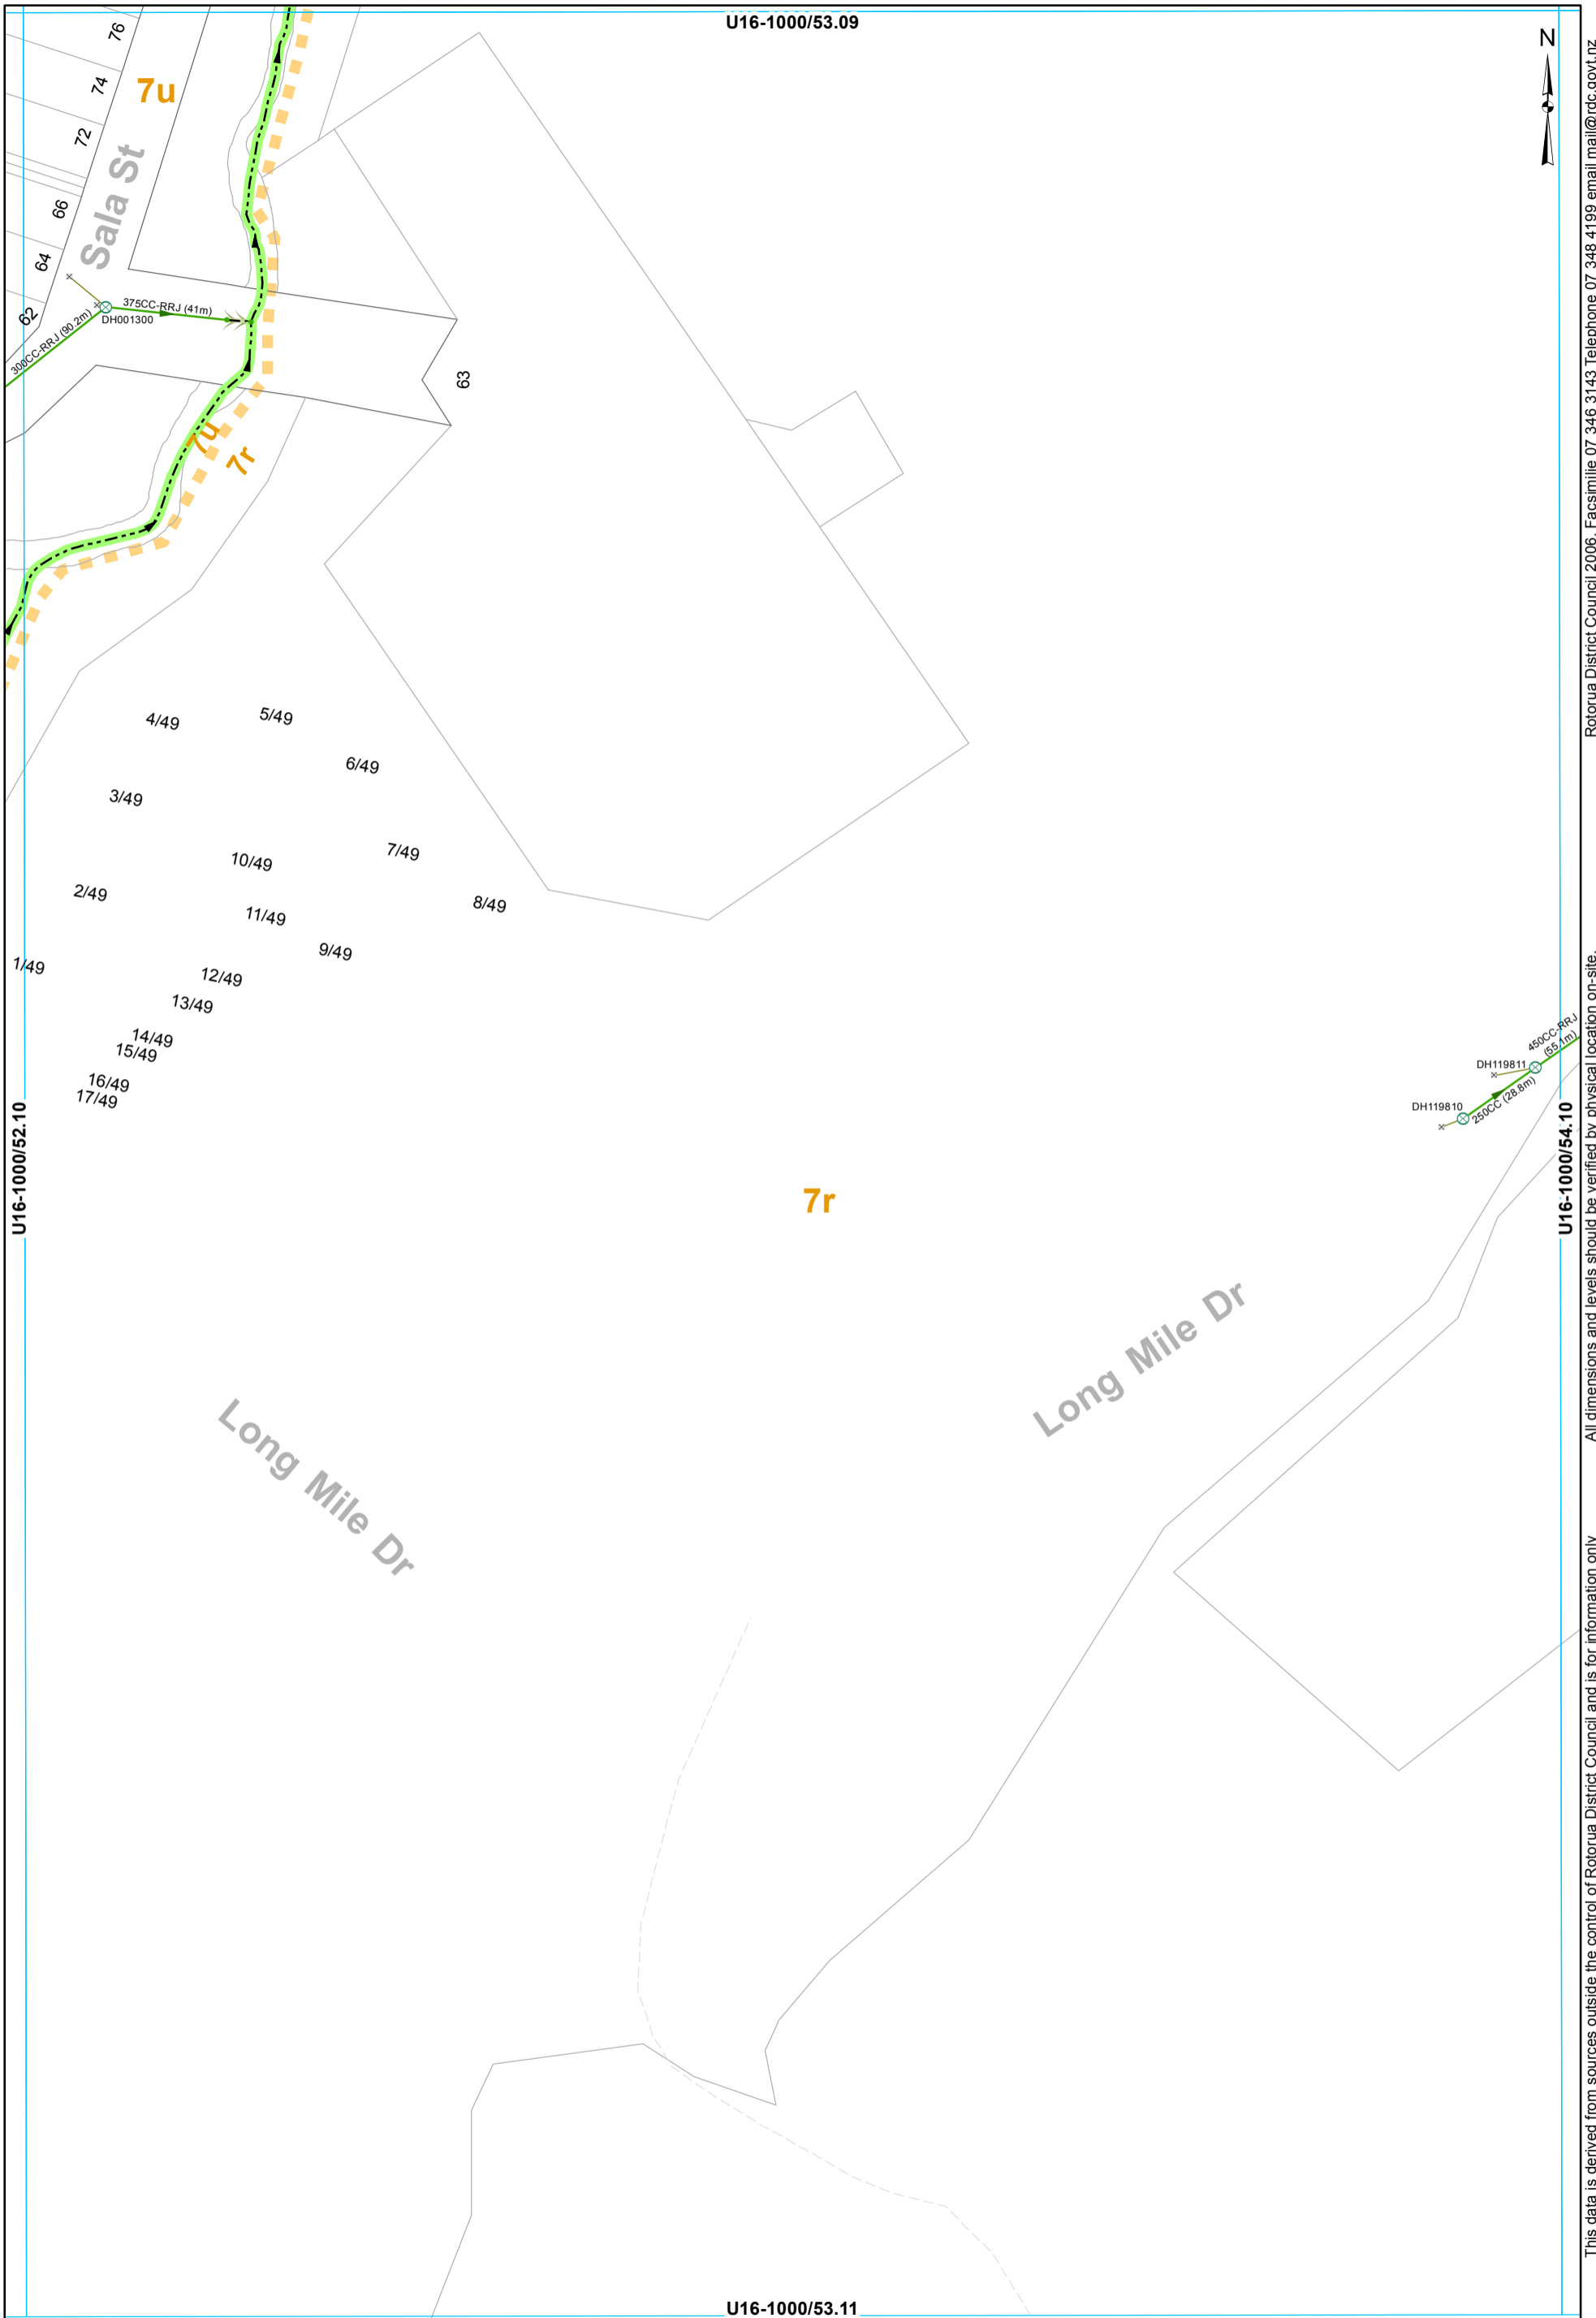 U16-1000/53.09
N
76
74
72
66
64
62
7u
Sala St
375CC-RRJ (41m)
DH001300
300CC-RRJ (90.2m)
63
7u
7r
4/49
5/49
6/49
3/49
7/49
10/49
2/49
8/49
11/49
9/49
1/49
12/49
13/49
14/49
15/49
16/49
17/49
U16-1000/52.10
450CC-RRJ
(55.1m)
DH119811
250CC (28.8m)
DH119810
U16-1000/54.10
7r
Long Mile Dr
Long Mile Dr
U16-1000/53.11
This data is derived from sources outside the control of Rotorua District Council and is for information only
All dimensions and levels should be verified by physical location on-site.
Rotorua District Council 2006. Facsimilie 07 346 3143 Telephone 07 348 4199 email mail@rdc.govt.nz